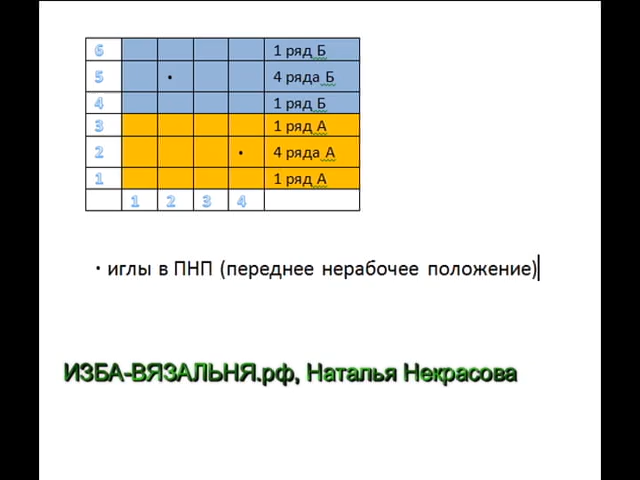 6 1 ряд Б
5 • 4 ряда Б
4 1 ряд Б
3 1 ряд А
2 • 4 ряда А
1 1 ряд А
1 2 3 4
• иглы в ПНП (переднее нерабочее положение)
ИЗБА-ВЯЗАЛЬНЯ.рф, Наталья Некрасова